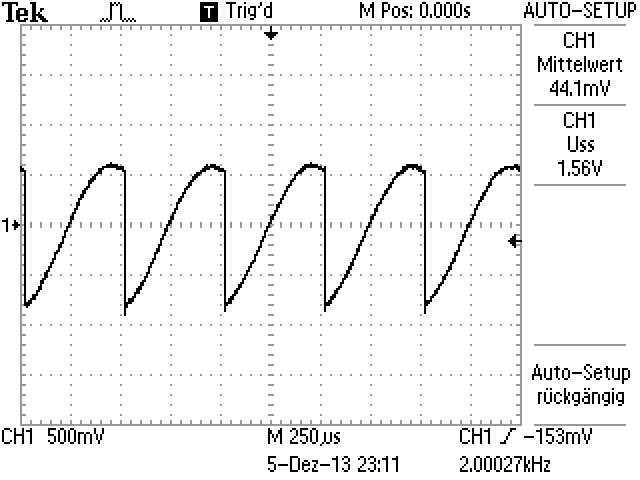 Tek T Trig'd M Pos: 0.000s AUTO-SETUP
CH1
Mittelwert
44.1mV
CH1
Uss
1.56V
1
Auto-Setup
rückgängig
CH1 500mV M 250µs CH1 -153mV
5-Dez-13 23:11 2.00027kHz